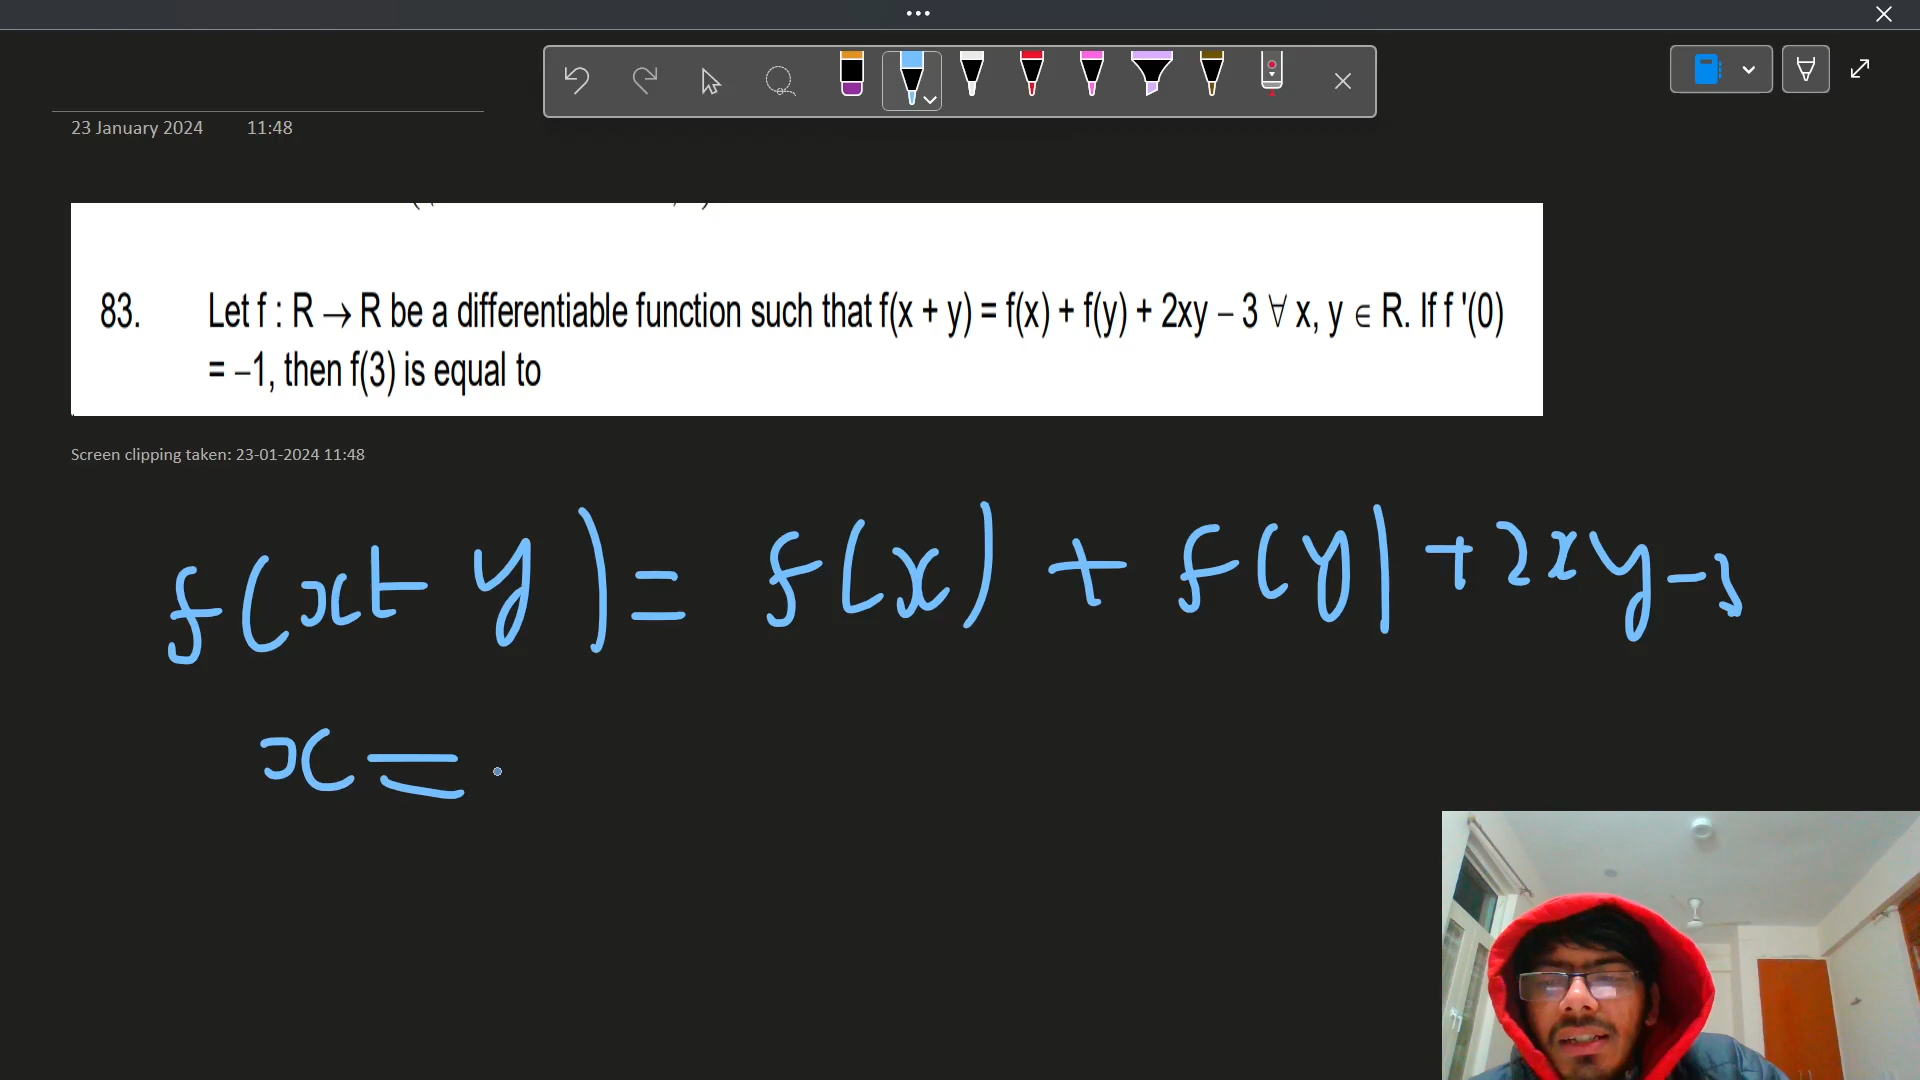 23 January 2024 11:48
83. Let f : R → R be a differentiable function such that f(x + y) = f(x) + f(y) + 2xy – 3 ∀ x, y ∈ R. If f '(0)
= –1, then f(3) is equal to
Screen clipping taken: 23-01-2024 11:48
f(x+y) = f(x) + f(y) + 2xy - 3
x =